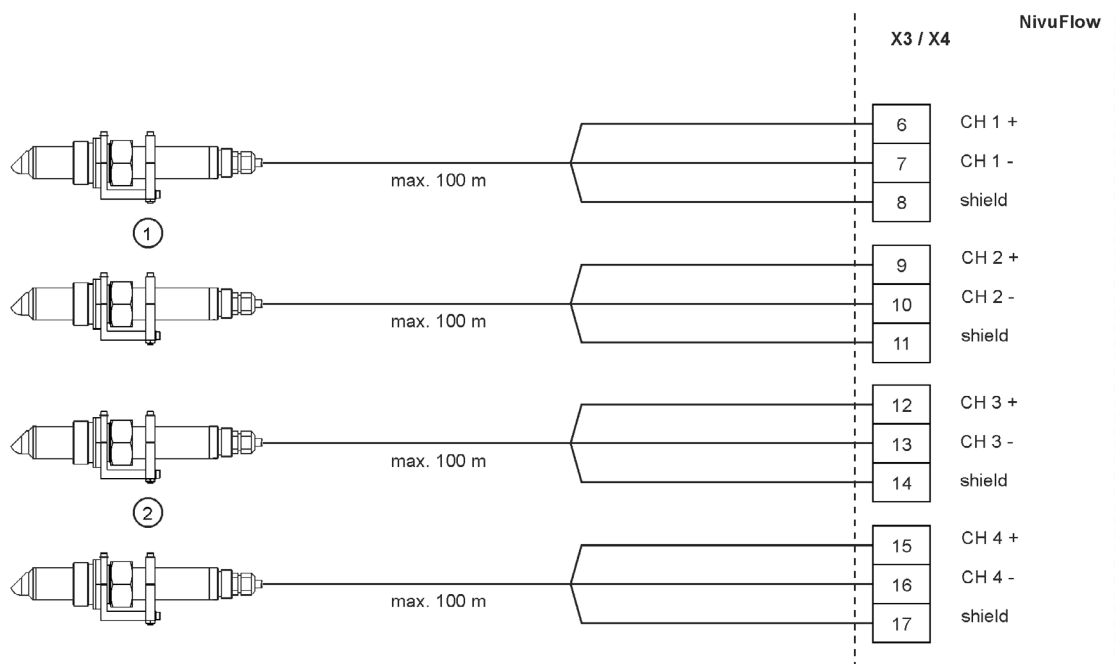 NivuFlow
X3 / X4
6 CH 1 +
max. 100 m 7 CH 1 -
8 shield
1
9 CH 2 +
max. 100 m 10 CH 2 -
11 shield
12 CH 3 +
max. 100 m 13 CH 3 -
14 shield
2
15 CH 4 +
max. 100 m 16 CH 4 -
17 shield